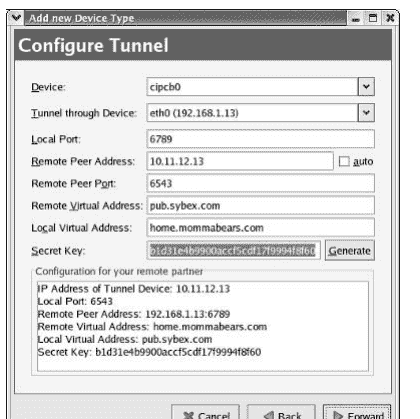 Add new Device Type
Configure Tunnel
Device: cipcb0
Tunnel through Device: eth0 (192.168.1.13)
Local Port: 6789
Remote Peer Address: 10.11.12.13 auto
Remote Peer Port: 6543
Remote Virtual Address: pub.sybex.com
Local Virtual Address: home.mommabears.com
Secret Key: b1d31e4b9900accf5cdf17f9994f8f60 Generate
Configuration for your remote partner
IP Address of Tunnel Device: 10.11.12.13
Local Port: 6543
Remote Peer Address: 192.168.1.13:6789
Remote Virtual Address: home.mommabears.com
Local Virtual Address: pub.sybex.com
Secret Key: b1d31e4b9900accf5cdf17f9994f8f60
Cancel Back Forward